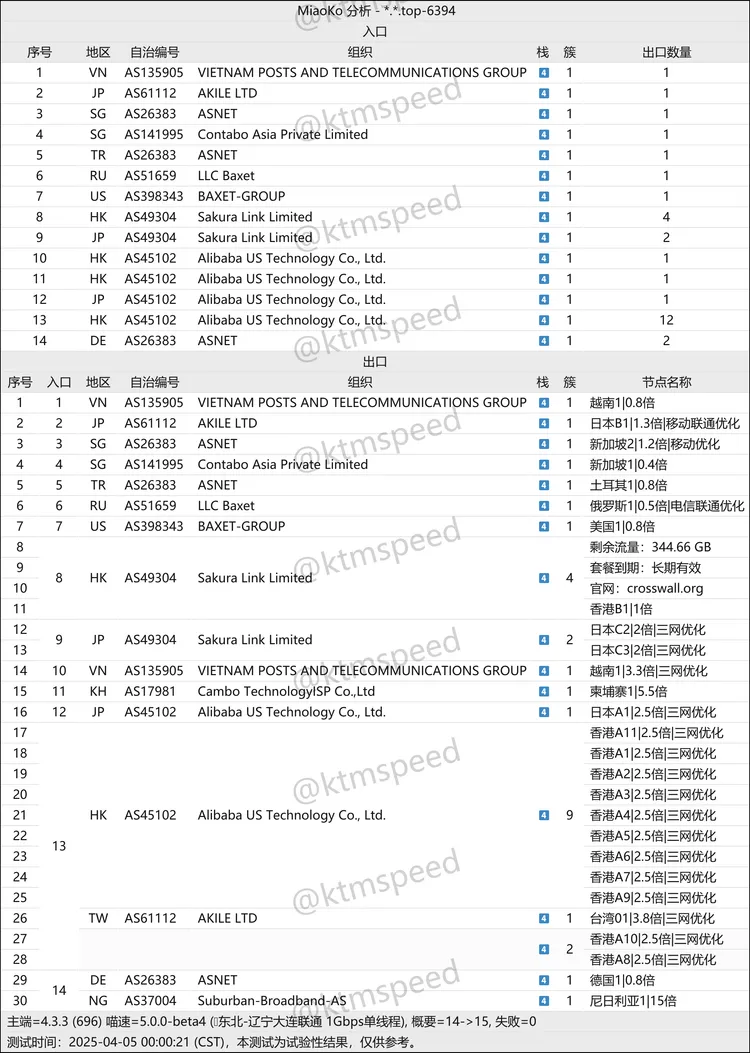 MiaoKo 分析 - *.*.top-6394
入口
序号 地区 自治编号 组织 栈 簇 出口数量
1 VN AS135905 VIETNAM POSTS AND TELECOMMUNICATIONS GROUP 4 1 1
2 JP AS61112 AKILE LTD 4 1 1
3 SG AS26383 ASNET 4 1 1
4 SG AS141995 Contabo Asia Private Limited 4 1 1
5 TR AS26383 ASNET 4 1 1
6 RU AS51659 LLC Baxet 4 1 1
7 US AS398343 BAXET-GROUP 4 1 1
8 HK AS49304 Sakura Link Limited 4 1 4
9 JP AS49304 Sakura Link Limited 4 1 2
10 HK AS45102 Alibaba US Technology Co., Ltd. 4 1 1
11 HK AS45102 Alibaba US Technology Co., Ltd. 4 1 1
12 JP AS45102 Alibaba US Technology Co., Ltd. 4 1 1
13 HK AS45102 Alibaba US Technology Co., Ltd. 4 1 12
14 DE AS26383 ASNET 4 1 2
出口
序号 入口 地区 自治编号 组织 栈 簇 节点名称
1 1 VN AS135905 VIETNAM POSTS AND TELECOMMUNICATIONS GROUP 4 1 越南1|0.8倍
2 2 JP AS61112 AKILE LTD 4 1 日本B1|1.3倍|移动联通优化
3 3 SG AS26383 ASNET 4 1 新加坡2|1.2倍|移动优化
4 4 SG AS141995 Contabo Asia Private Limited 4 1 新加坡1|0.4倍
5 5 TR AS26383 ASNET 4 1 土耳其1|0.8倍
6 6 RU AS51659 LLC Baxet 4 1 俄罗斯1|0.5倍|电信联通优化
7 7 US AS398343 BAXET-GROUP 4 1 美国1|0.8倍
8 剩余流量：344.66 GB
9 套餐到期：长期有效
8 HK AS49304 Sakura Link Limited 4 4
10 官网：crosswall.org
11 香港B1|1倍
12 日本C2|2倍|三网优化
9 JP AS49304 Sakura Link Limited 4 2
13 日本C3|2倍|三网优化
14 10 VN AS135905 VIETNAM POSTS AND TELECOMMUNICATIONS GROUP 4 1 越南1|3.3倍|三网优化
15 11 KH AS17981 Cambo TechnologyISP Co.,Ltd 4 1 柬埔寨1|5.5倍
16 12 JP AS45102 Alibaba US Technology Co., Ltd. 4 1 日本A1|2.5倍|三网优化
17 香港A11|2.5倍|三网优化
18 香港A1|2.5倍|三网优化
19 香港A2|2.5倍|三网优化
20 香港A3|2.5倍|三网优化
21 HK AS45102 Alibaba US Technology Co., Ltd. 4 9 香港A4|2.5倍|三网优化
22 香港A5|2.5倍|三网优化
13
23 香港A6|2.5倍|三网优化
24 香港A7|2.5倍|三网优化
25 香港A9|2.5倍|三网优化
26 TW AS61112 AKILE LTD 4 1 台湾01|3.8倍|三网优化
27 香港A10|2.5倍|三网优化
4 2
28 香港A8|2.5倍|三网优化
29 DE AS26383 ASNET 4 1 德国1|0.8倍
14
30 NG AS37004 Suburban-Broadband-AS 4 1 尼日利亚1|15倍
主端=4.3.3 (696) 喵速=5.0.0-beta4 (东北-辽宁大连联通 1Gbps单线程), 概要=14->15, 失败=0
测试时间：2025-04-05 00:00:21 (CST)，本测试为试验性结果，仅供参考。
@ktmspeed
@ktmspeed
@ktmspeed
@ktmspeed
@ktmspeed
@ktmspeed
@ktmspeed
@ktmspeed
@ktmspeed
@ktmspeed